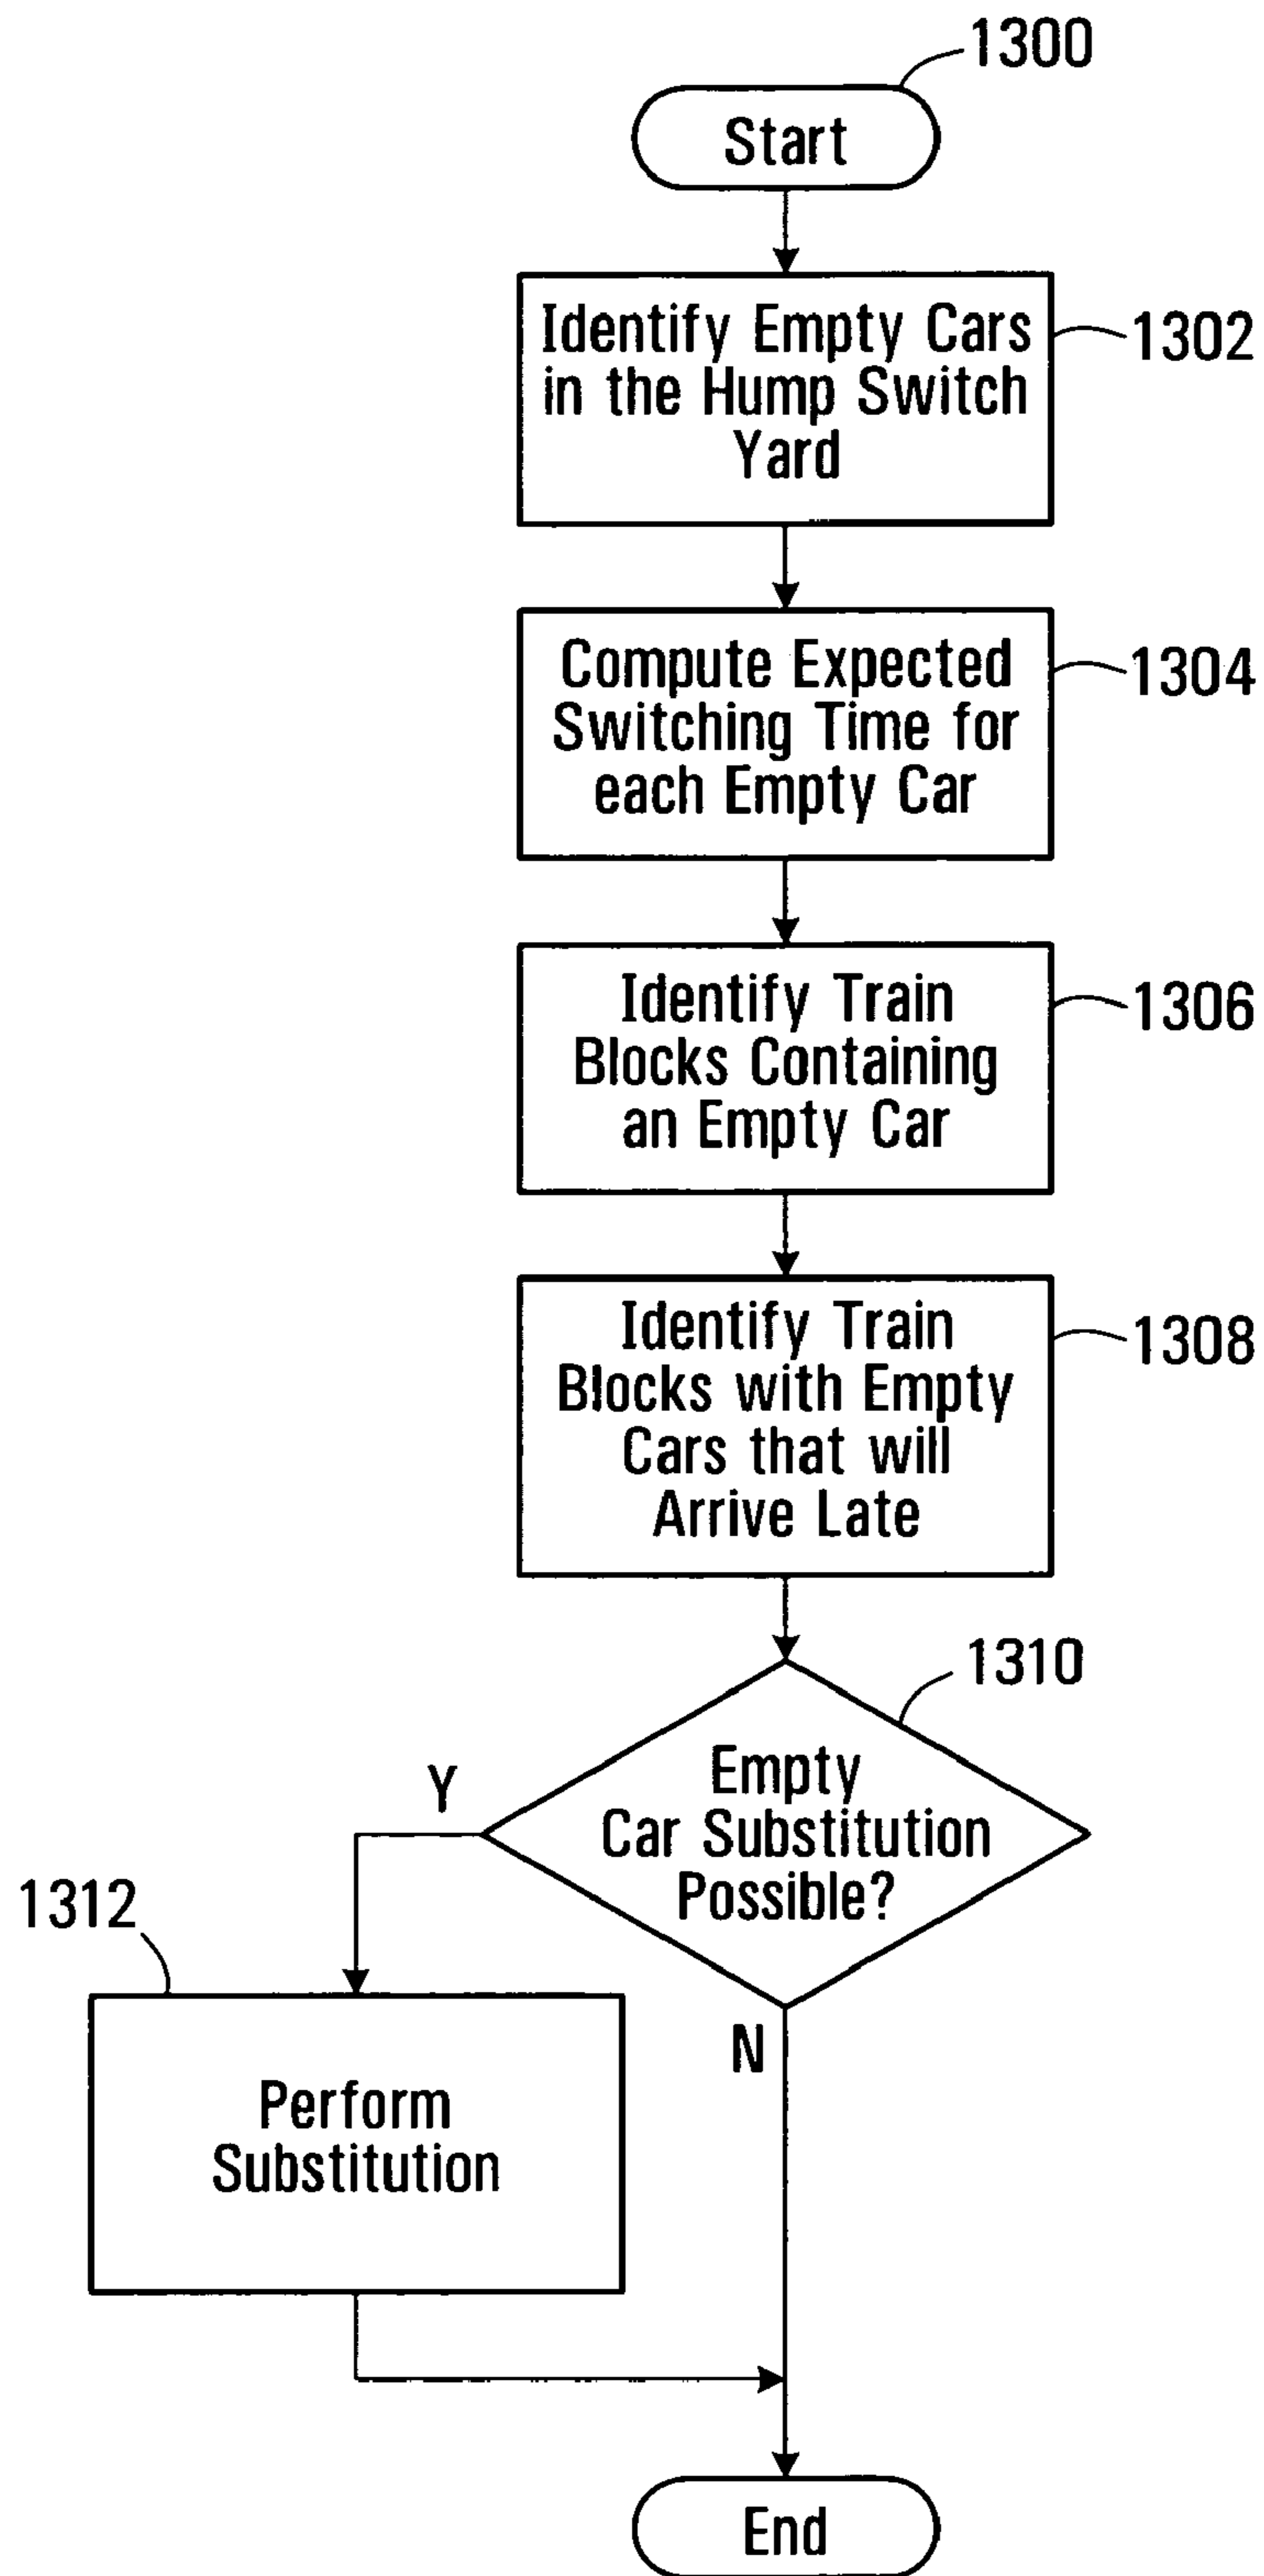 1300
Start
Identify Empty Cars
in the Hump Switch
Yard
1302
Compute Expected
Switching Time for
each Empty Car
1304
Identify Train
Blocks Containing
an Empty Car
1306
Identify Train
Blocks with Empty
Cars that will
Arrive Late
1308
1310
Empty
Car Substitution
Possible?
Y
N
1312
Perform
Substitution
End